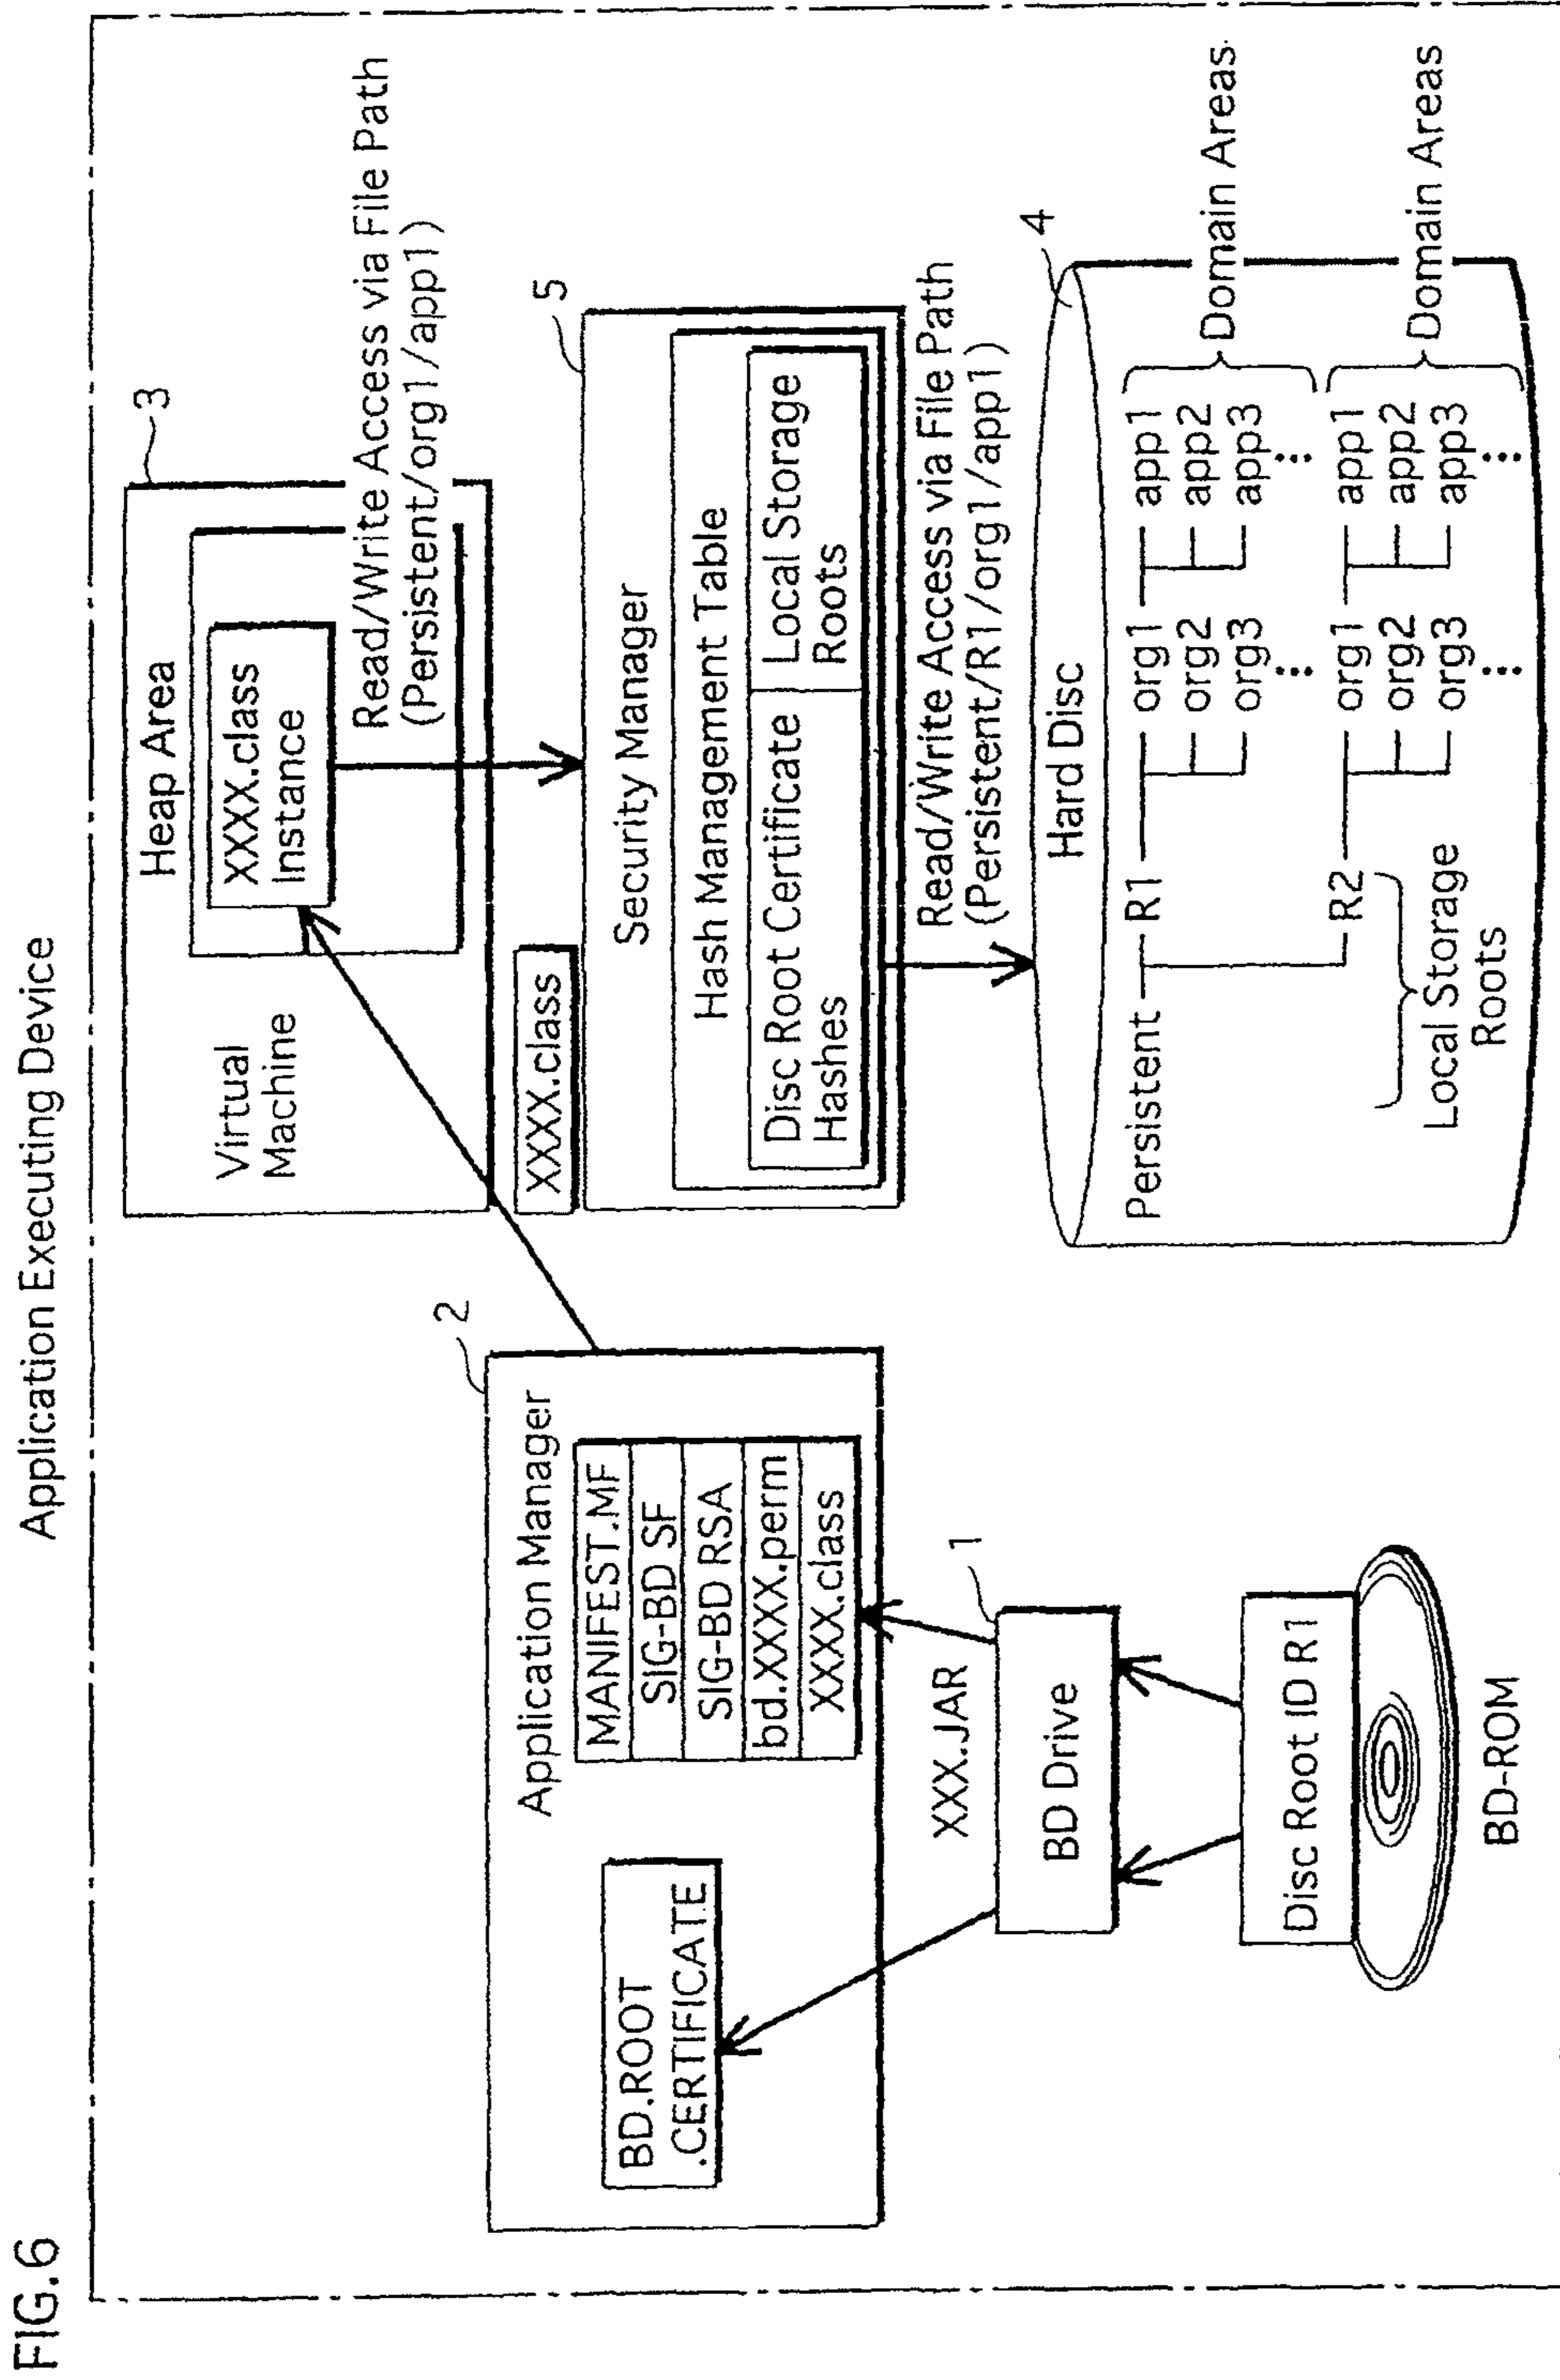 FIG.6
Application Executing Device
2
Application Manager
BD.ROOT
.CERTIFICATE
MANIFEST.MF
SIG-BD SF
SIG-BD RSA
bd.XXXX.perm
XXXX.class
XXX.JAR
1
BD Drive
Disc Root ID R1
BD-ROM
3
Heap Area
Virtual
Machine
XXXX.class
Instance
Read/Write Access via File Path
(Persistent/org1/app1)
XXXX.class
5
Security Manager
Hash Management Table
Disc Root Certificate
Hashes
Local Storage
Roots
Read/Write Access via File Path
(Persistent/R1/org1/app1)
4
Hard Disc
Persistent R1 org1 app1
org2 app2
org3 app3
Domain Areas
R2 org1 app1
org2 app2
org3 app3
Domain Areas
Local Storage
Roots